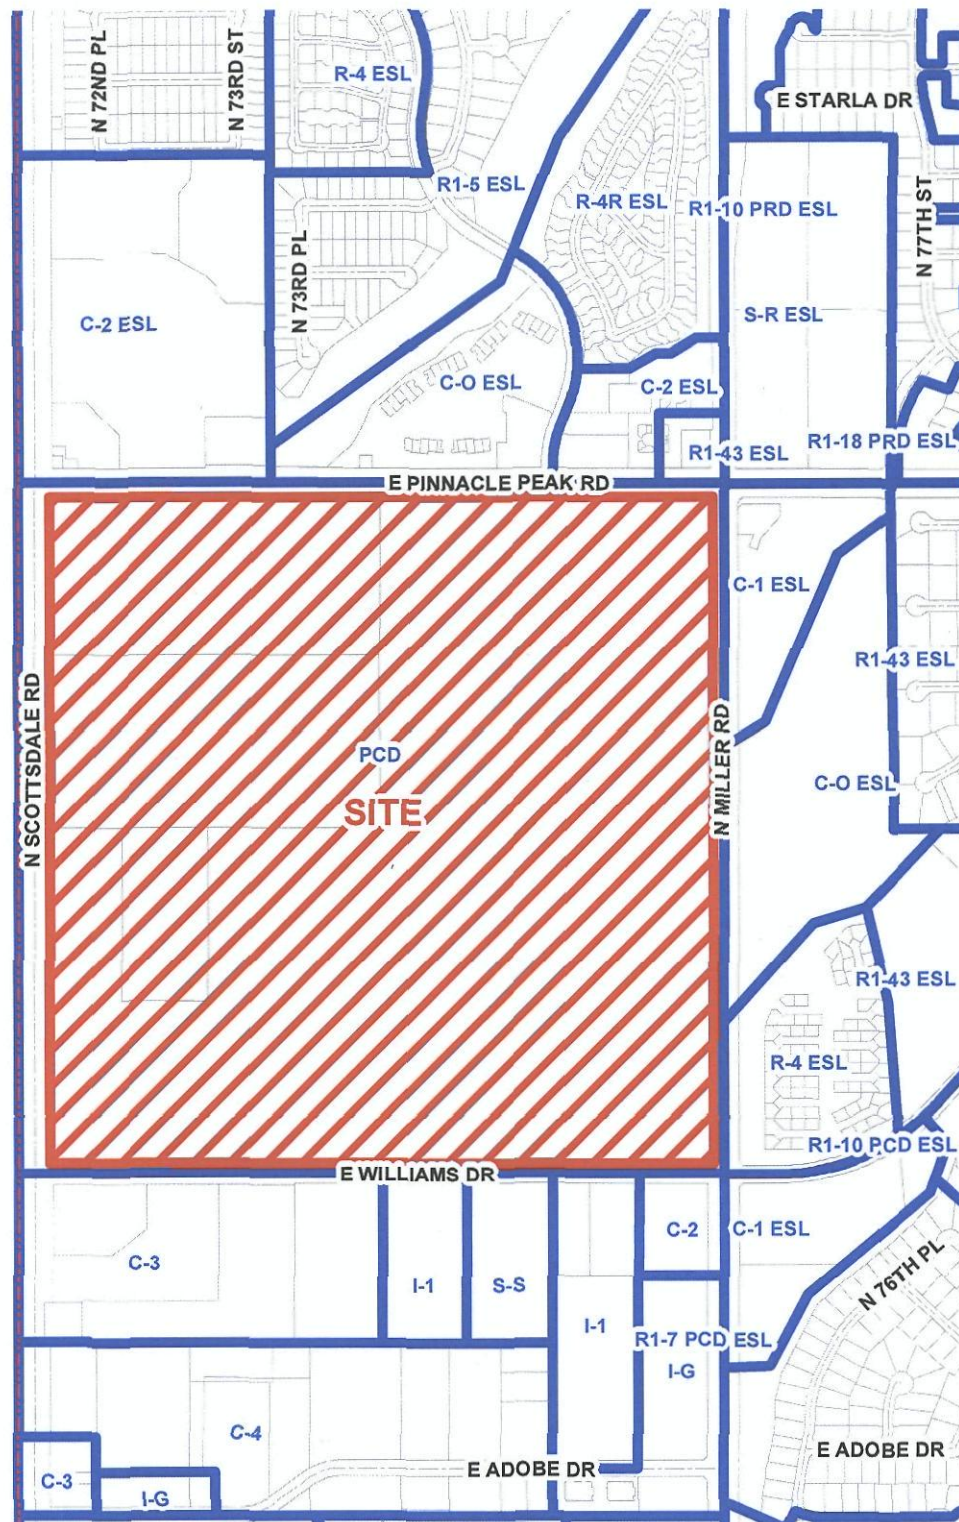 N 72ND PL
N 73RD ST
R-4 ESL
E STARLA DR
R1-5 ESL
R-4R ESL
R1-10 PRD ESL
N 77TH ST
N 73RD PL
C-2 ESL
S-R ESL
C-O ESL
C-2 ESL
R1-43 ESL
R1-18 PRD ESL
E PINNACLE PEAK RD
C-1 ESL
R1-43 ESL
N SCOTTSDALE RD
PCD
SITE
N MILLER RD
C-O ESL
R1-43 ESL
R-4 ESL
R1-10 PCD ESL
E WILLIAMS DR
C-3
I-1
S-S
C-2
C-1 ESL
N 76TH PL
I-1
R1-7 PCD ESL
I-G
C-4
E ADOBE DR
E ADOBE DR
C-3
I-G